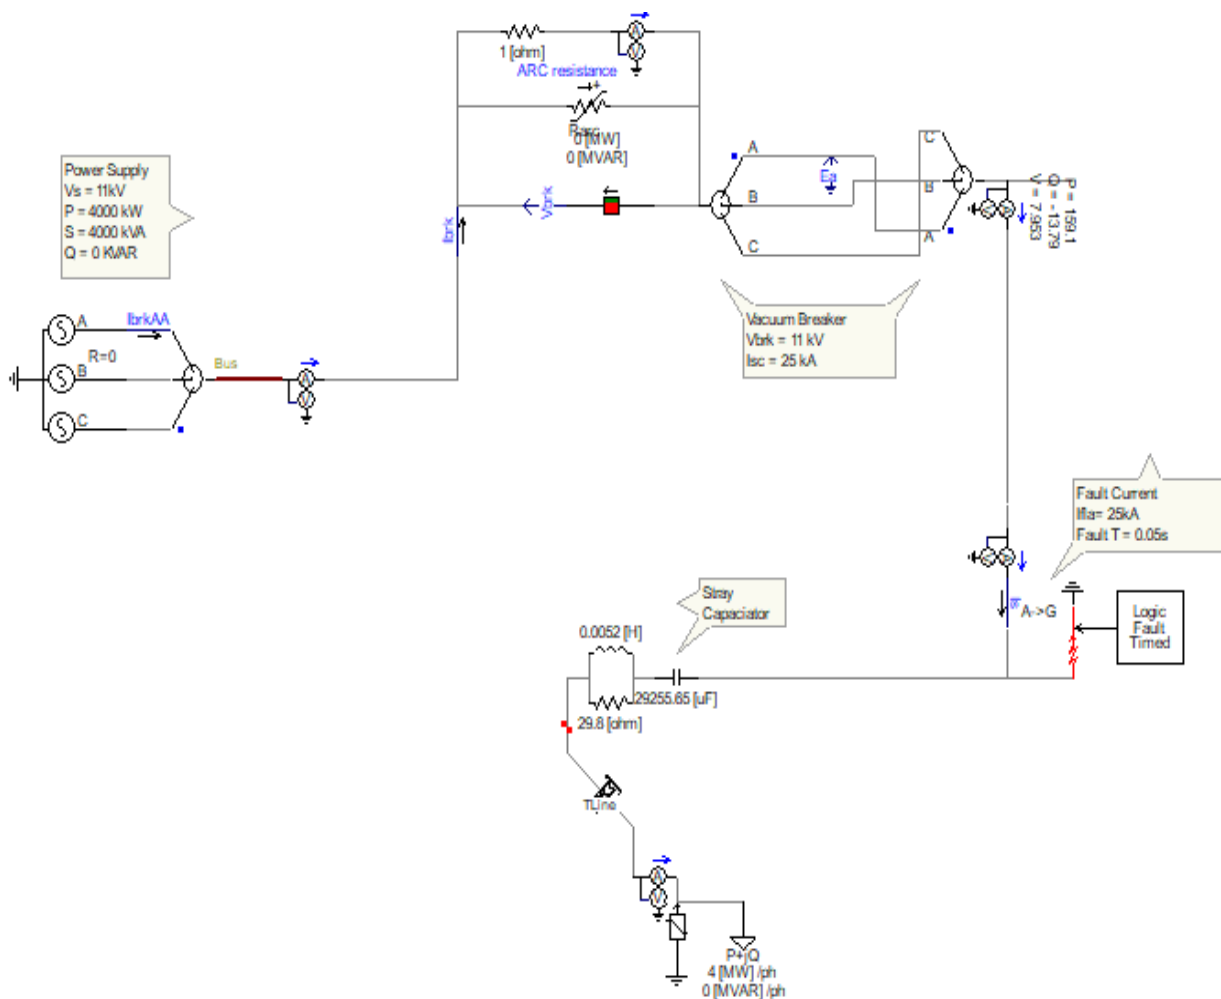 1 [ohm]
ARC resistance
+
Rarc
0 [MW]
0 [MVAR]
Power Supply
Vs = 11kV
P = 4000 kW
S = 4000 kVA
Q = 0 KVAR
Ibrk
Vbrk
A
B
C
Ea
C
B
A
A
V
P = 159.1
Q = -13.79
V = 7.953
Vacuum Breaker
Vbrk = 11 kV
Isc = 25 kA
A
IbrkAA
R=0
B
C
Bus
A
V
Fault Current
Ifla= 25kA
Fault T = 0.05s
V
A
Is
A->G
Logic
Fault
Timed
Stray
Capaciator
0.0052 [H]
29255.65 [uF]
29.8 [ohm]
TLine
A
V
P+jQ
4 [MW] /ph
0 [MVAR] /ph